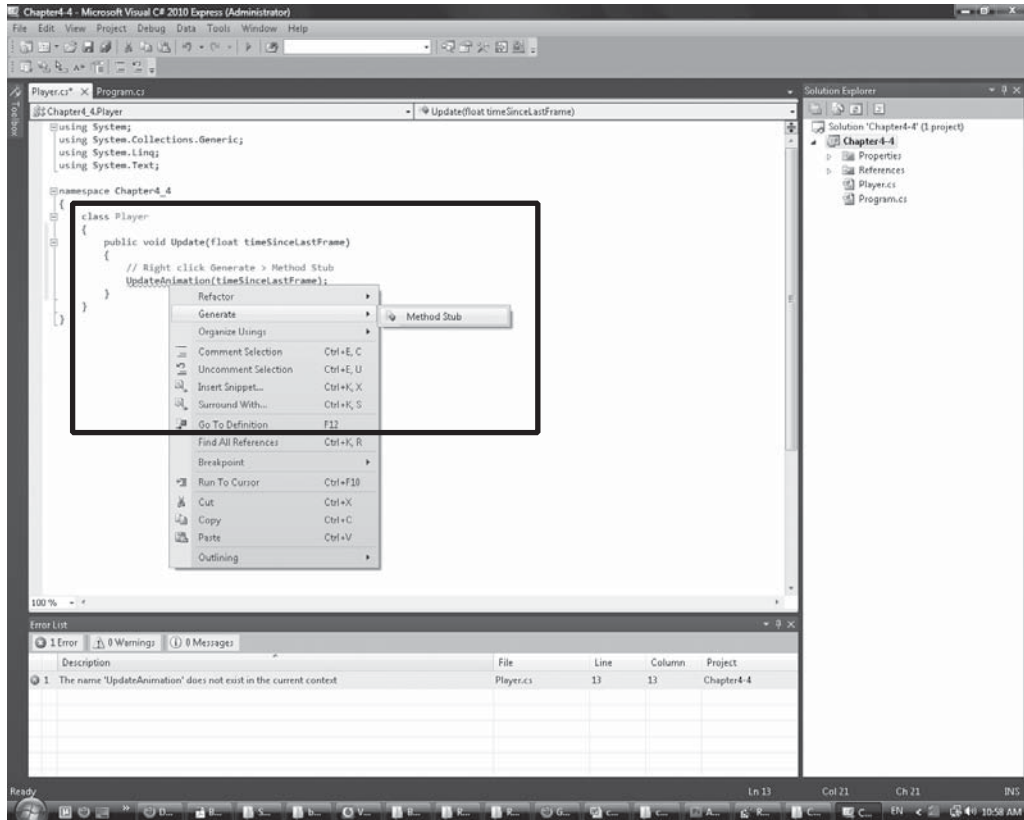 Chapter4-4 - Microsoft Visual C# 2010 Express (Administrator)
File Edit View Project Debug Data Tools Window Help
Player.cs* Program.cs
Toolbox
Chapter4_4.Player
Update(float timeSinceLastFrame)
using System;
using System.Collections.Generic;
using System.Linq;
using System.Text;
namespace Chapter4_4
{
class Player
{
public void Update(float timeSinceLastFrame)
{
// Right click Generate > Method Stub
UpdateAnimation(timeSinceLastFrame);
}
}
}
Refactor
Generate
Method Stub
Organize Usings
Comment Selection Ctrl+E, C
Uncomment Selection Ctrl+E, U
Insert Snippet... Ctrl+K, X
Surround With... Ctrl+K, S
Go To Definition F12
Find All References Ctrl+K, R
Breakpoint
Run To Cursor Ctrl+F10
Cut Ctrl+X
Copy Ctrl+C
Paste Ctrl+V
Outlining
100 %
Solution Explorer
Solution 'Chapter4-4' (1 project)
Chapter4-4
Properties
References
Player.cs
Program.cs
Error List
1 Error 0 Warnings 0 Messages
Description File Line Column Project
1 The name 'UpdateAnimation' does not exist in the current context Player.cs 13 13 Chapter4-4
Ready Ln 13 Col 21 Ch 21 INS
D... B... S... b... V... B... R... R... G... c... c... A... R... C... C... EN 10:58 AM